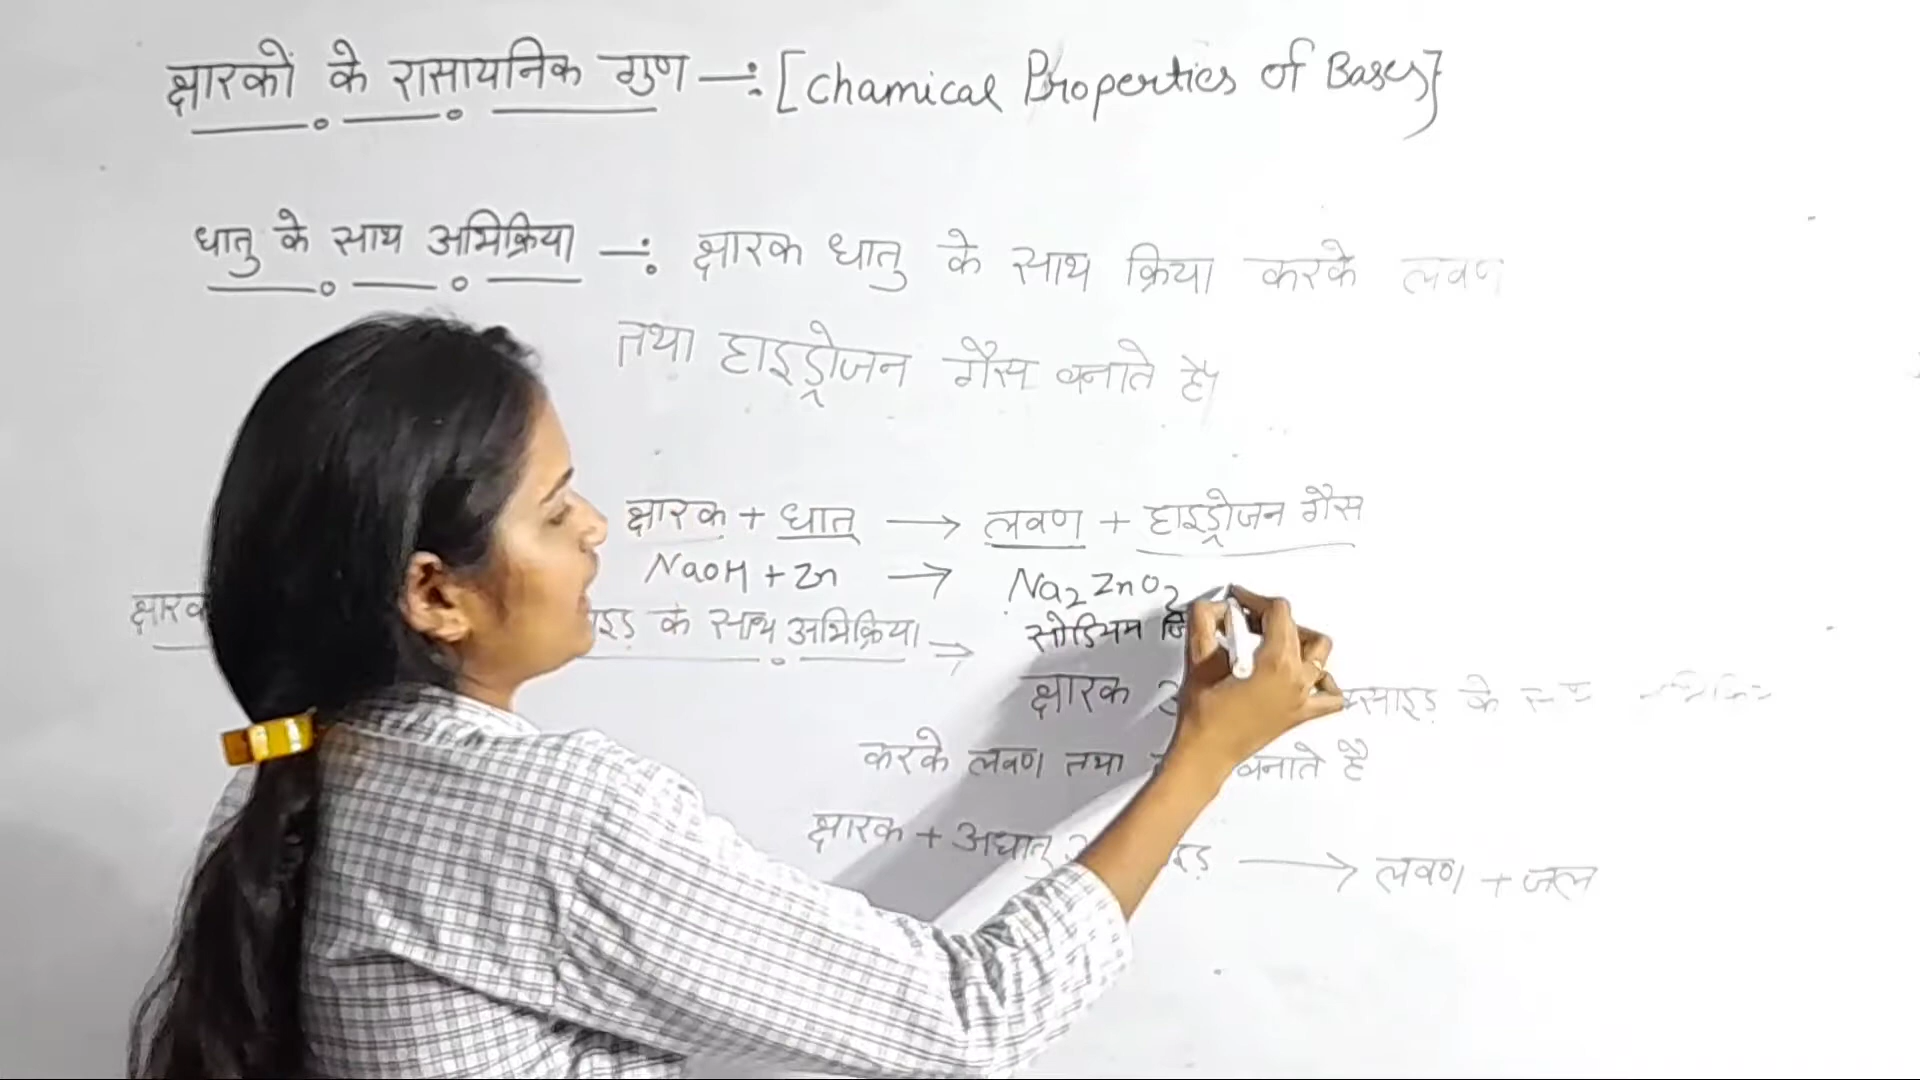 क्षारकों के रासायनिक गुण —: [Chamical Properties of Bases]
धातु के साथ अभिक्रिया —: क्षारक धातु के साथ क्रिया करके लवण
तथा हाइड्रोजन गैस बनाते है।
क्षारक + धातु → लवण + हाइड्रोजन गैस
NaOH + Zn → Na2ZnO2
सोडियम
क्षारक के साथ अभिक्रिया →
क्षारक के
करके लवण तथा बनाते है
क्षारक + अधातु → लवण + जल